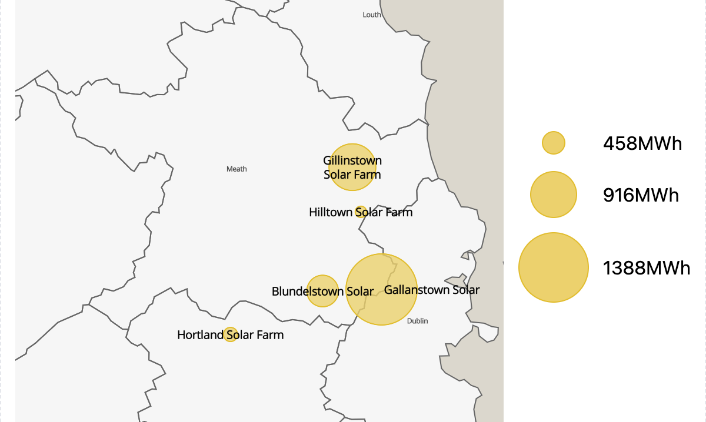 Louth
Gillinstown
Solar Farm
Meath
Hilltown Solar Farm
Blundelstown Solar
Gallanstown Solar
Dublin
Hortland Solar Farm
458MWh
916MWh
1388MWh